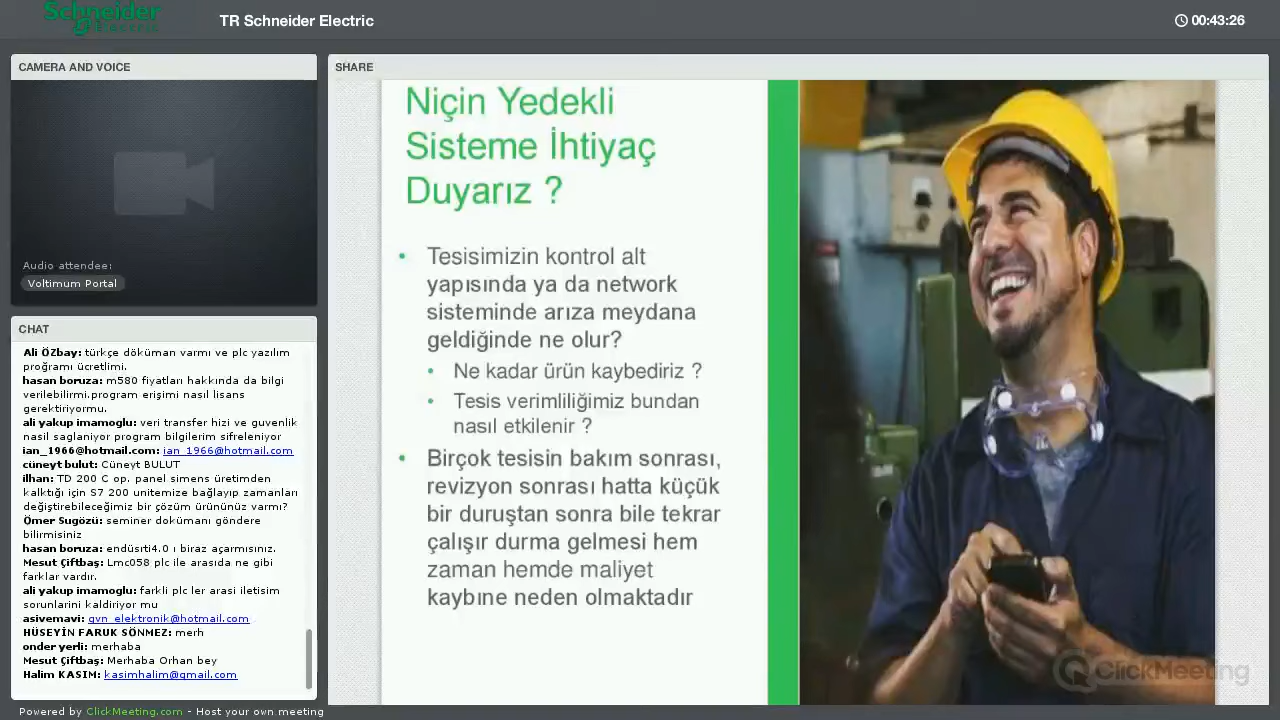 Schneider
Electric
TR Schneider Electric
00:43:26
CAMERA AND VOICE
Audio attendee:
Voltimum Portal
CHAT
Ali ÖZbay: türkçe döküman varmı ve plc yazılım
proğramı ücretlimi.
hasan boruza: m580 fiyatları hakkında da bilgi
verilebilirmi.program erişimi nasıl lisans
gerektiriyormu.
ali yakup imamoglu: veri transfer hizi ve guvenlik
nasil saglaniyor program bilgilerim sifreleniyor
ian_1966@hotmail.com: ian_1966@hotmail.com
cüneyt bulut: Cüneyt BULUT
ilhan: TD 200 C op. panel simens üretimden
kalktığı için S7 200 unitemize bağlayıp zamanları
değiştirebileceğimiz bir çözüm ürününüz varmı?
Ömer Sugözü: seminer dokümanı göndere
bilirmisiniz
hasan boruza: endüsıti4.0 ı biraz açarmısınız.
Mesut Çiftbaş: Lmc058 plc ile arasıda ne gibi
farklar vardır.
ali yakup imamoglu: farkli plc ler arasi iletisim
sorunlarini kaldiriyor mu
asivemavi: gvn_elektronik@hotmail.com
HÜSEYİN FARUK SÖNMEZ: merh
onder yerli: merhaba
Mesut Çiftbaş: Merhaba Orhan bey
Halim KASIM: kasimhalim@gmail.com
SHARE
Niçin Yedekli
Sisteme İhtiyaç
Duyarız ?
• Tesisimizin kontrol alt
yapısında ya da network
sisteminde arıza meydana
geldiğinde ne olur?
• Ne kadar ürün kaybediriz ?
• Tesis verimliliğimiz bundan
nasıl etkilenir ?
• Birçok tesisin bakım sonrası,
revizyon sonrası hatta küçük
bir duruştan sonra bile tekrar
çalışır durma gelmesi hem
zaman hemde maliyet
kaybıne neden olmaktadır
ClickMeeting
Powered by ClickMeeting.com - Host your own meeting